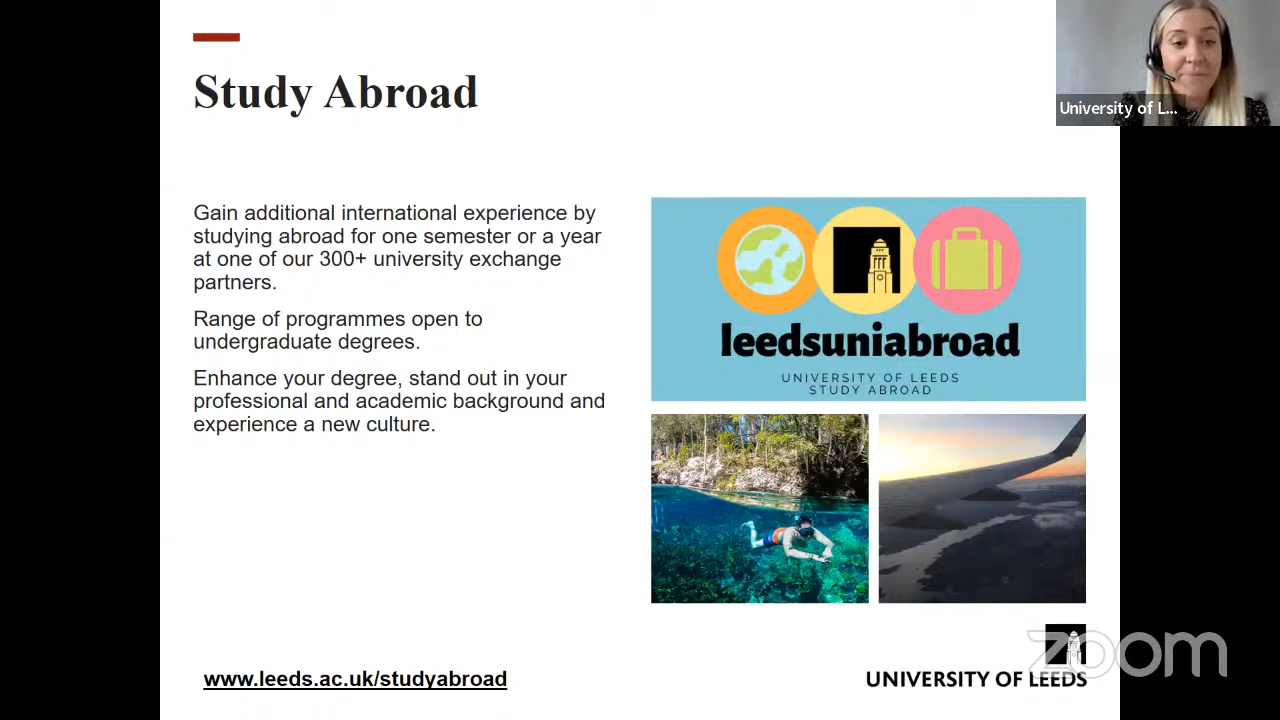 Study Abroad
University of L...
Gain additional international experience by
studying abroad for one semester or a year
at one of our 300+ university exchange
partners.
Range of programmes open to
undergraduate degrees.
Enhance your degree, stand out in your
professional and academic background and
experience a new culture.
leedsuniabroad
UNIVERSITY OF LEEDS
STUDY ABROAD
www.leeds.ac.uk/studyabroad
zoom
UNIVERSITY OF LEEDS